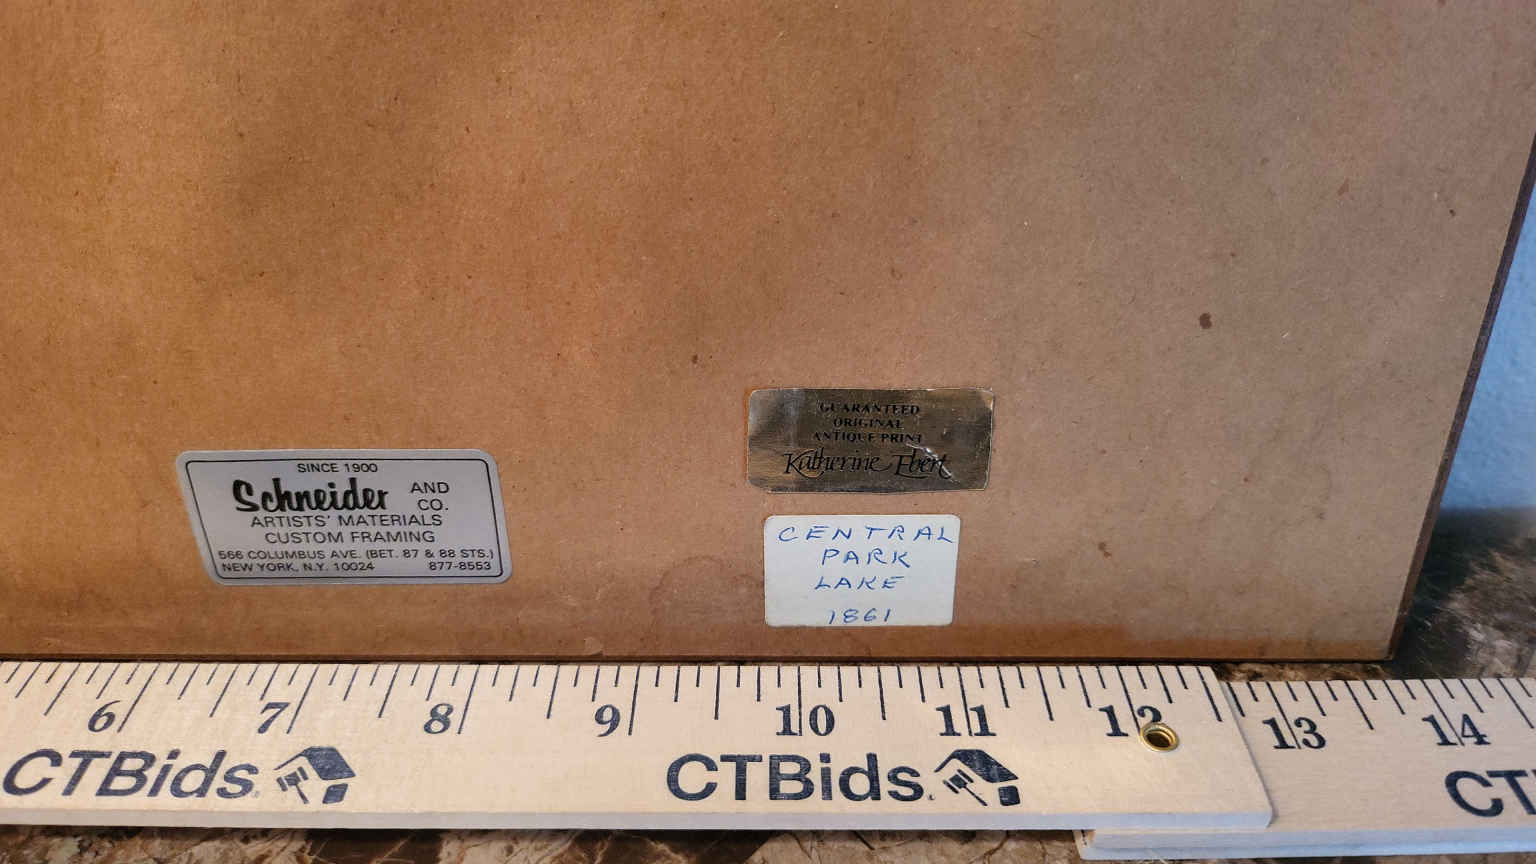 SINCE 1900
Schneider AND CO.
ARTISTS' MATERIALS
CUSTOM FRAMING
566 COLUMBUS AVE. (BET. 87 & 88 STS.)
NEW YORK, N.Y. 10024 877-8553
GUARANTEED
ORIGINAL
ANTIQUE PRINT
Katherine Ebert
CENTRAL
PARK
LAKE
1861
6 7 8 9 10 11 12 13 14
CTBids. CTBids. CT